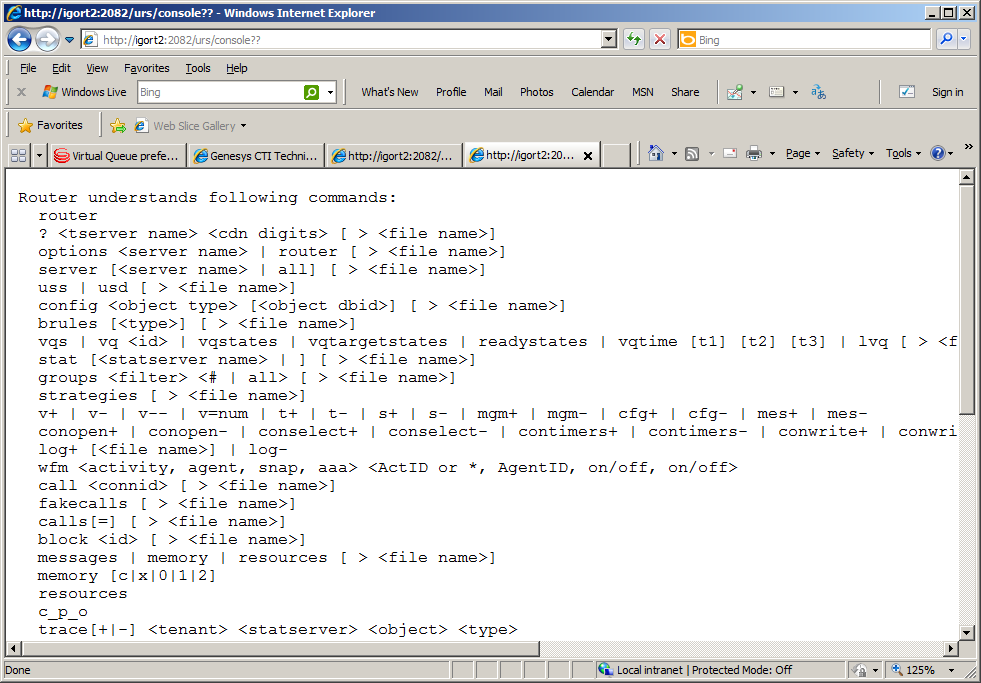 http://igort2:2082/urs/console?? - Windows Internet Explorer
http://igort2:2082/urs/console??
Bing
File Edit View Favorites Tools Help
Windows Live Bing What's New Profile Mail Photos Calendar MSN Share Sign in
Favorites Web Slice Gallery
Virtual Queue prefe... Genesys CTI Techni... http://igort2:2082/... http://igort2:20... Page Safety Tools
Router understands following commands:
router
? <tserver name> <cdn digits> [ > <file name>]
options <server name> | router [ > <file name>]
server [<server name> | all] [ > <file name>]
uss | usd [ > <file name>]
config <object type> [<object dbid>] [ > <file name>]
brules [<type>] [ > <file name>]
vqs | vq <id> | vqstates | vqtargetstates | readystates | vqtime [t1] [t2] [t3] | lvq [ > <f
stat [<statserver name> | ] [ > <file name>]
groups <filter> <# | all> [ > <file name>]
strategies [ > <file name>]
v+ | v- | v-- | v=num | t+ | t- | s+ | s- | mgm+ | mgm- | cfg+ | cfg- | mes+ | mes-
conopen+ | conopen- | conselect+ | conselect- | contimers+ | contimers- | conwrite+ | conwri
log+ [<file name>] | log-
wfm <activity, agent, snap, aaa> <ActID or *, AgentID, on/off, on/off>
call <connid> [ > <file name>]
fakecalls [ > <file name>]
calls[=] [ > <file name>]
block <id> [ > <file name>]
messages | memory | resources [ > <file name>]
memory [c|x|0|1|2]
resources
c_p_o
trace[+|-] <tenant> <statserver> <object> <type>
Done Local intranet | Protected Mode: Off 125%